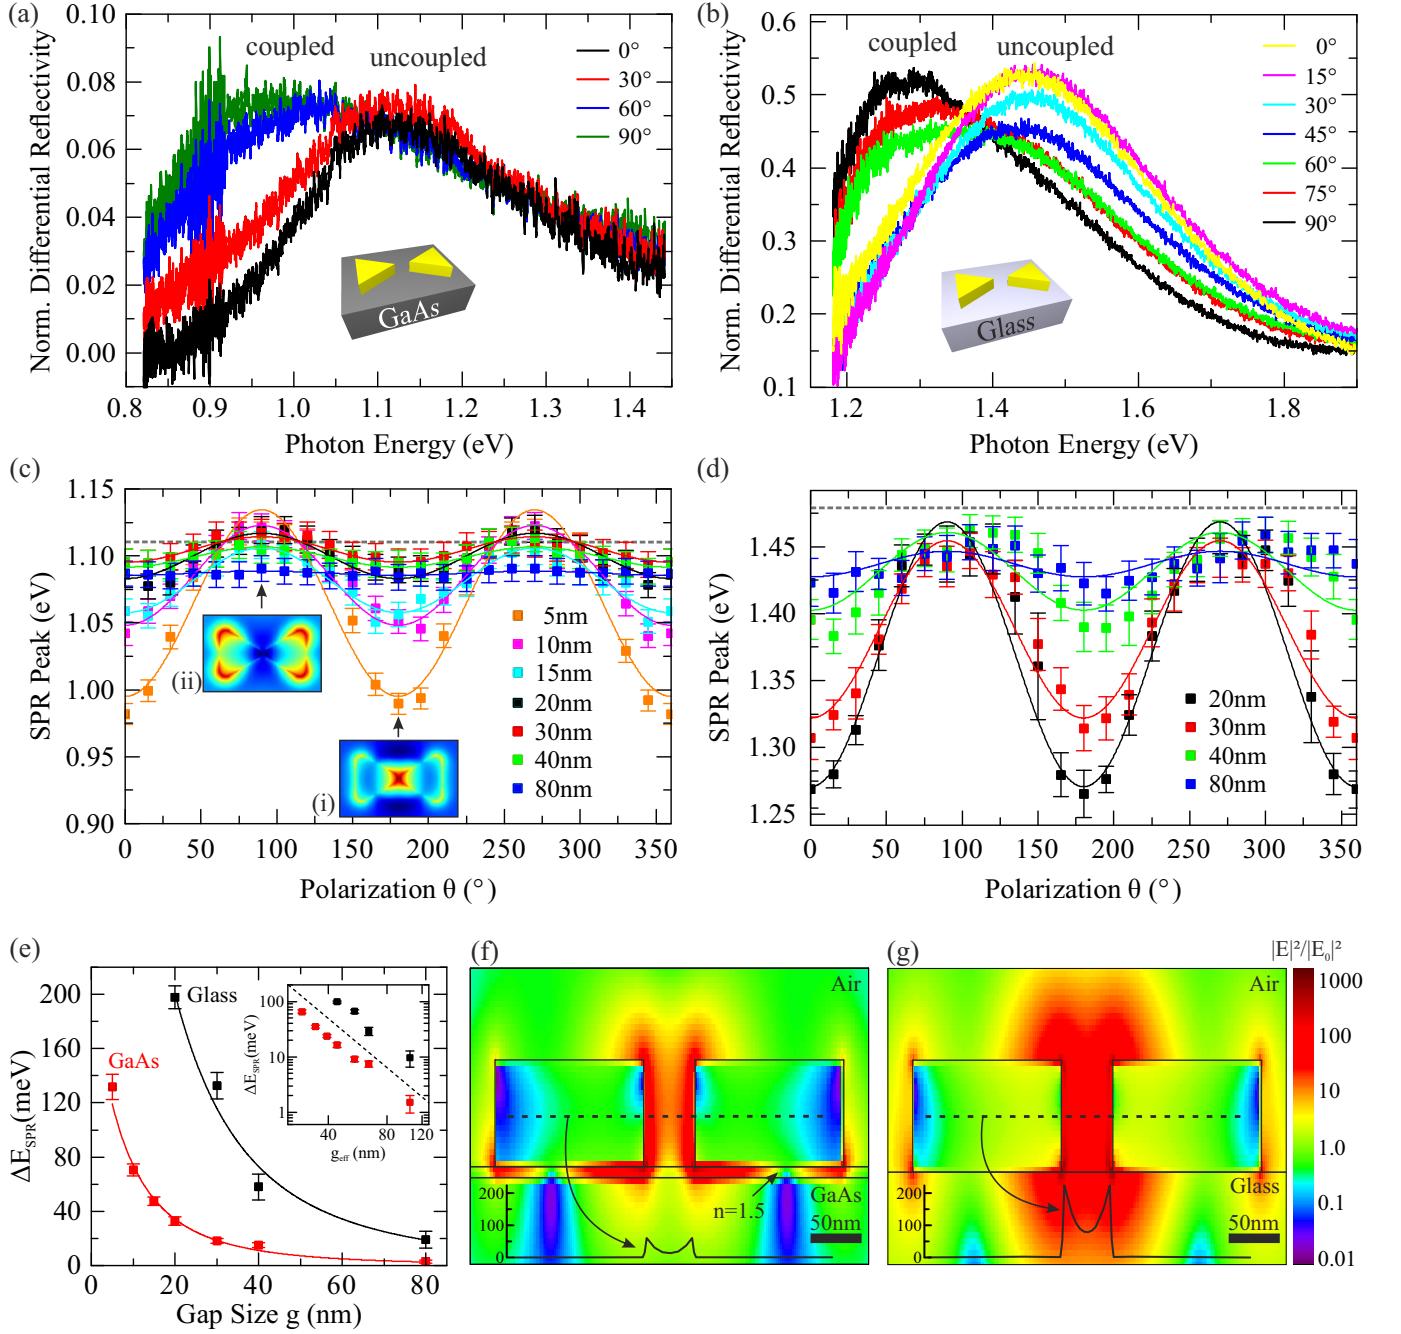 (a)
Norm. Differential Reflectivity
0.08
0.06
0.04
0.02
0.00
coupled
uncoupled
0°
30°
60°
90°
GaAs
0.8 0.9 1.0 1.1 1.2 1.3 1.4
Photon Energy (eV)
(b)
Norm. Differential Reflectivity
0.6
0.5
0.4
0.3
0.2
0.1
coupled
uncoupled
0°
15°
30°
45°
60°
75°
90°
Glass
1.2 1.4 1.6 1.8
Photon Energy (eV)
(c)
SPR Peak (eV)
1.15
1.10
1.05
1.00
0.95
0.90
(ii)
(i)
5nm
10nm
15nm
20nm
30nm
40nm
80nm
0 50 100 150 200 250 300 350
Polarization θ (°)
(d)
SPR Peak (eV)
1.45
1.40
1.35
1.30
1.25
20nm
30nm
40nm
80nm
0 50 100 150 200 250 300 350
Polarization θ (°)
(e)
ΔE_SPR (meV)
200
160
120
80
40
0
Glass
GaAs
ΔE_SPR (meV)
100
10
1
40 80 120
g_eff (nm)
0 20 40 60 80
Gap Size g (nm)
(f)
Air
GaAs
n=1.5
50nm
200
100
0
(g)
Air
Glass
50nm
200
100
0
|E|²/|E₀|²
1000
100
10
1.0
0.1
0.01